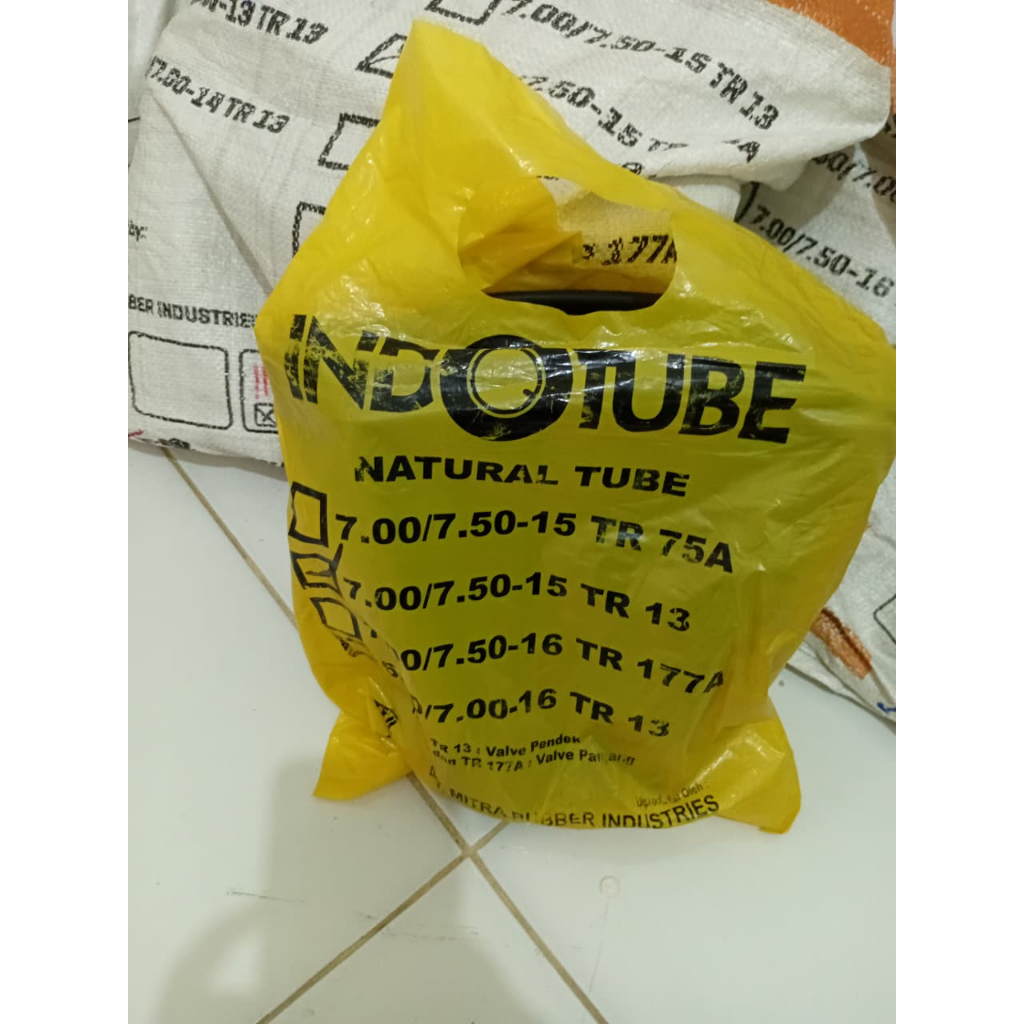 TR 13
7.00/7.50-15 TR 13
7.00-14 TR 13
7.50-15
7.00/7.50-16
by:
BER INDUSTRIES
177A
INDOTUBE
NATURAL TUBE
7.00/7.50-15 TR 75A
7.00/7.50-15 TR 13
0/7.50-16 TR 177A
/7.00-16 TR 13
TR 13 : Valve Pendek
dan TR 177A : Valve Panjang
MITRA RUBBER INDUSTRIES